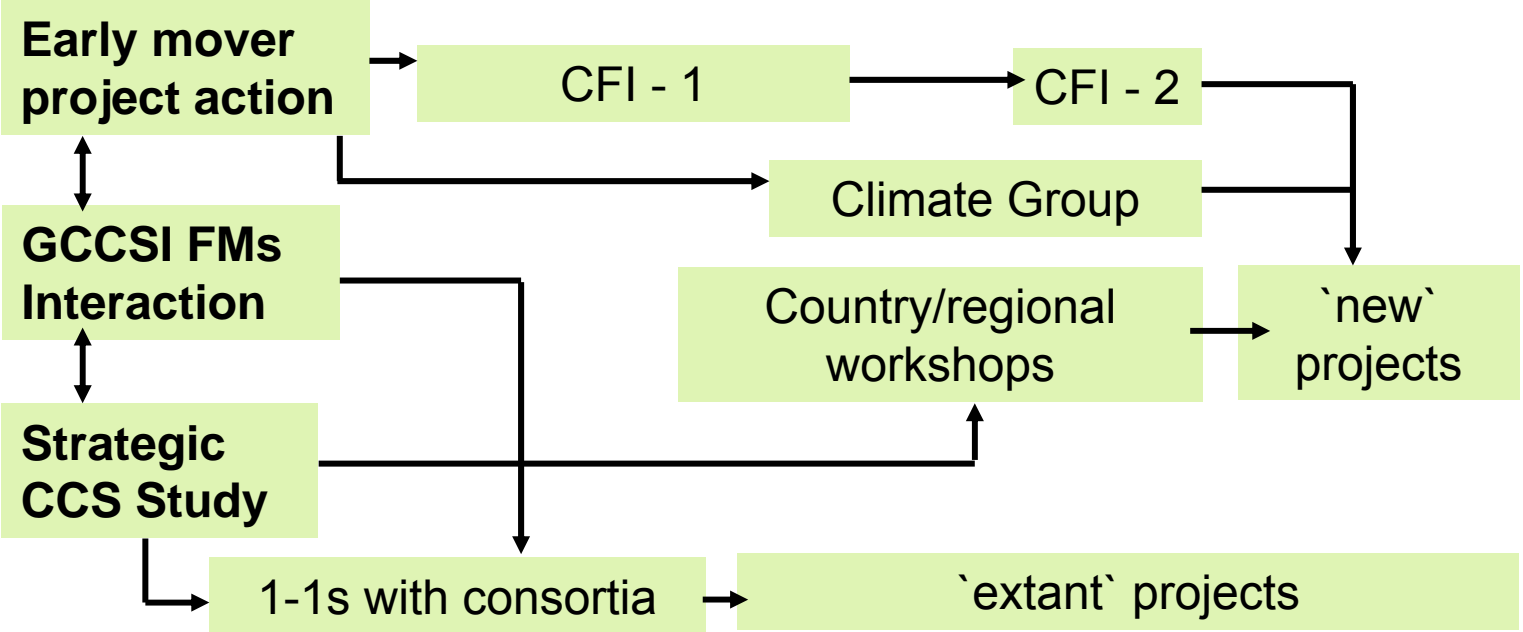 Early mover
project action
CFI - 1
CFI - 2
Climate Group
GCCSI FMs
Interaction
Country/regional
workshops
`new`
projects
Strategic
CCS Study
1-1s with consortia
`extant` projects